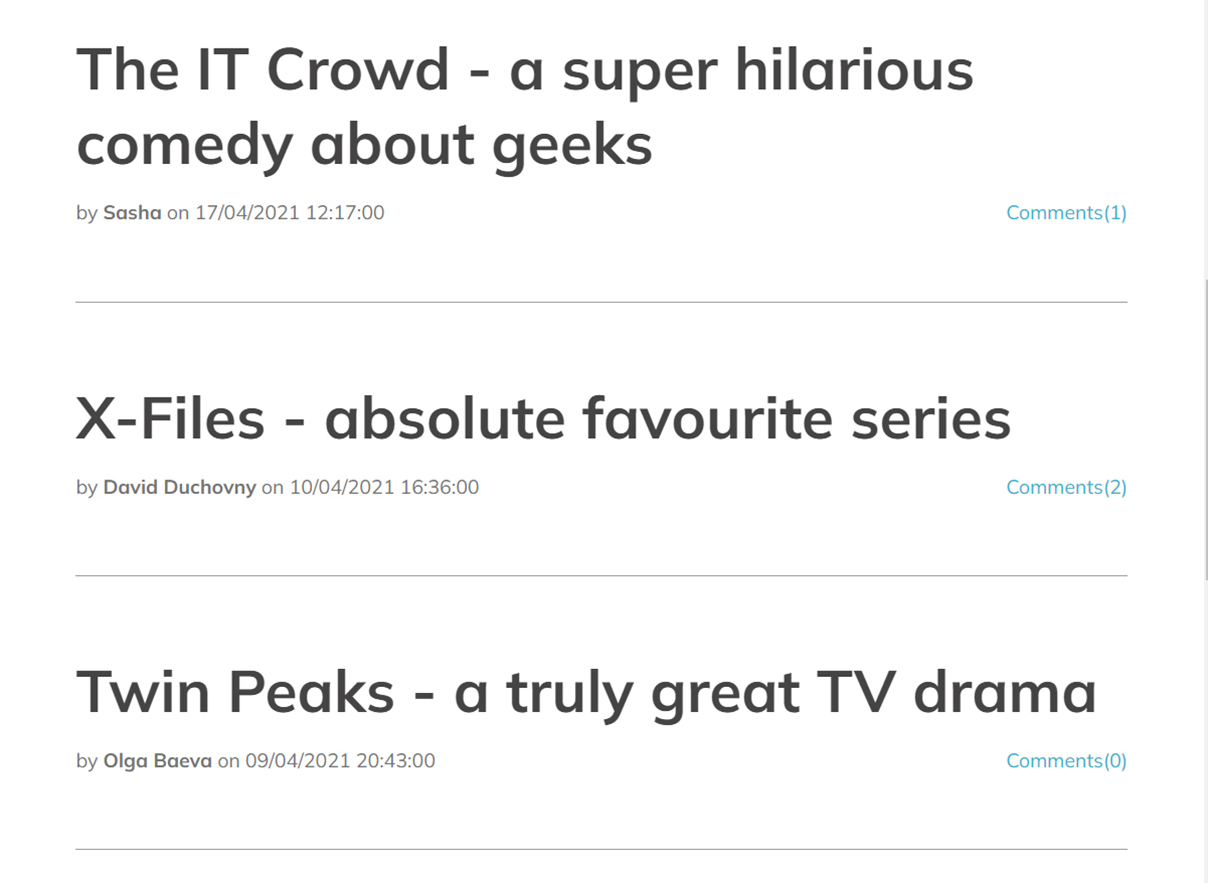 The IT Crowd - a super hilarious
comedy about geeks
by Sasha on 17/04/2021 12:17:00 Comments(1)
X-Files - absolute favourite series
by David Duchovny on 10/04/2021 16:36:00 Comments(2)
Twin Peaks - a truly great TV drama
by Olga Baeva on 09/04/2021 20:43:00 Comments(0)